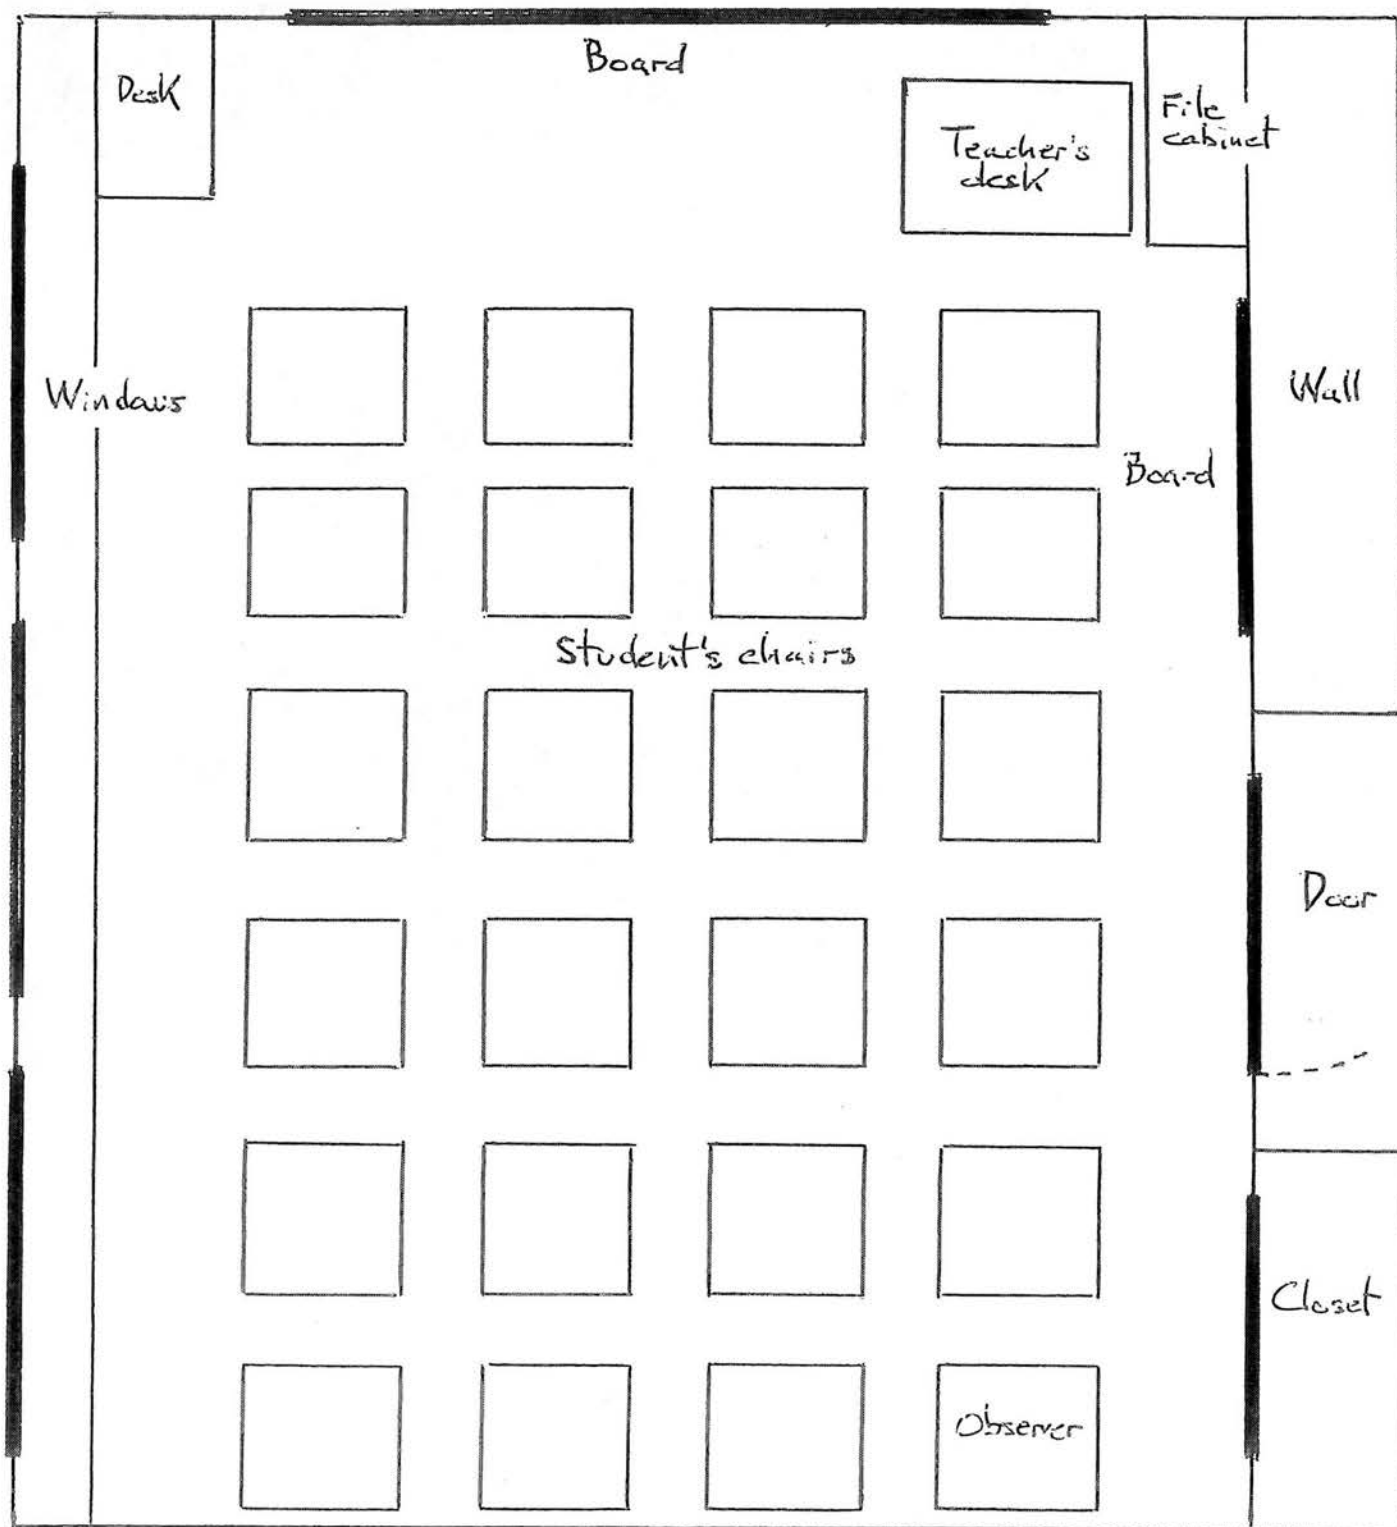 Board
Desk
File
cabinet
Teacher's
desk
Windows
Wall
Board
Student's chairs
Door
Closet
Observer